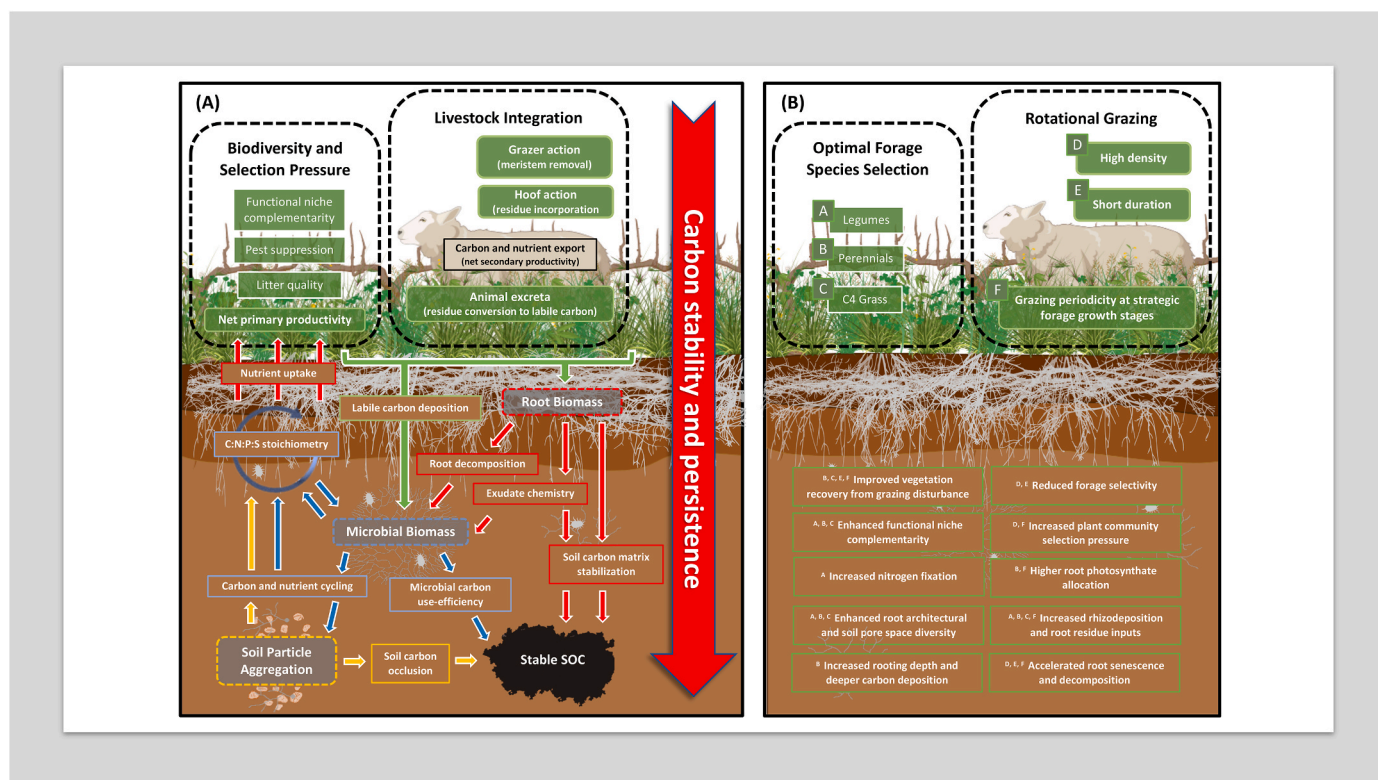 (A)
Biodiversity and
Selection Pressure
Functional niche
complementarity
Pest suppression
Litter quality
Net primary productivity
Livestock Integration
Grazer action
(meristem removal)
Hoof action
(residue incorporation
Carbon and nutrient export
(net secondary productivity)
Animal excreta
(residue conversion to labile carbon)
Nutrient uptake
Labile carbon deposition
Root Biomass
C:N:P:S stoichiometry
Root decomposition
Exudate chemistry
Microbial Biomass
Soil carbon matrix
stabilization
Carbon and nutrient cycling
Microbial carbon
use-efficiency
Soil Particle
Aggregation
Soil carbon
occlusion
Stable SOC
Carbon stability and persistence
(B)
Optimal Forage
Species Selection
A
Legumes
B
Perennials
C
C4 Grass
Rotational Grazing
D
High density
E
Short duration
F
Grazing periodicity at strategic
forage growth stages
B, C, E, F Improved vegetation
recovery from grazing disturbance
A, B, C Enhanced functional niche
complementarity
A Increased nitrogen fixation
A, B, C Enhanced root architectural
and soil pore space diversity
B Increased rooting depth and
deeper carbon deposition
D, E Reduced forage selectivity
D, F Increased plant community
selection pressure
B, F Higher root photosynthate
allocation
A, B, C, F Increased rhizodeposition
and root residue inputs
D, E, F Accelerated root senescence
and decomposition